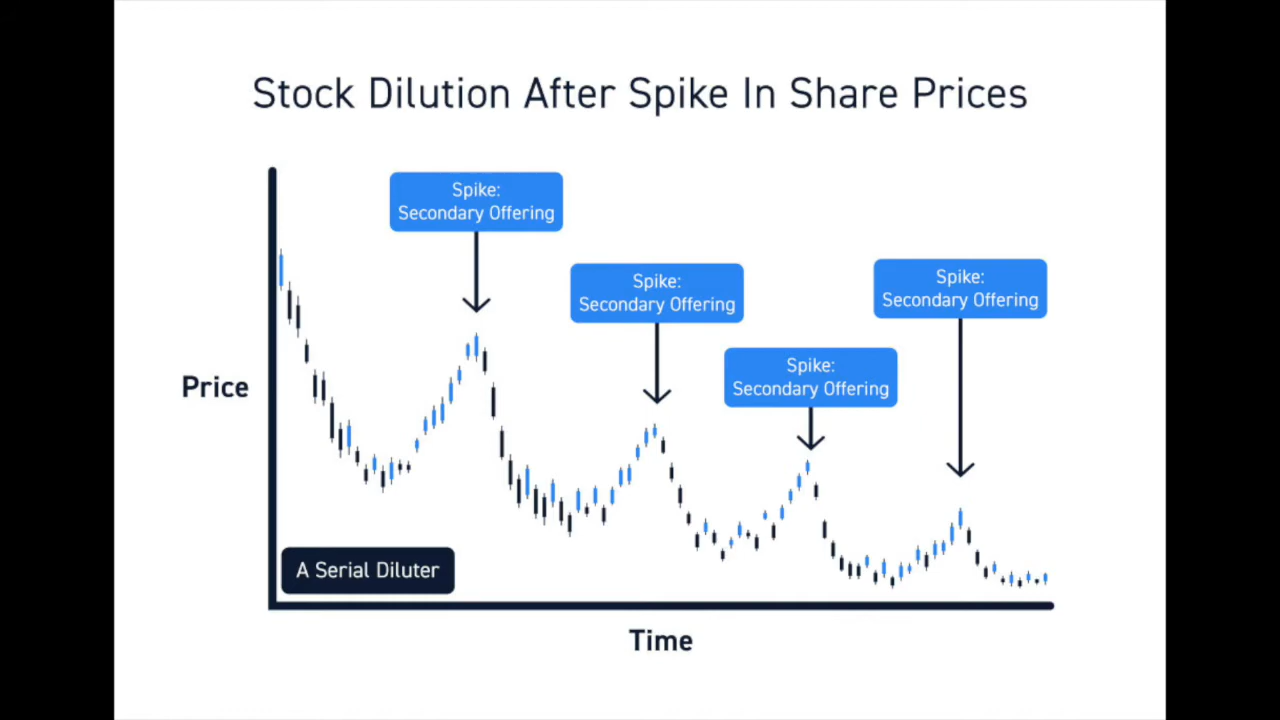 Stock Dilution After Spike In Share Prices
Spike:
Secondary Offering
Spike:
Secondary Offering
Spike:
Secondary Offering
Spike:
Secondary Offering
Price
A Serial Diluter
Time